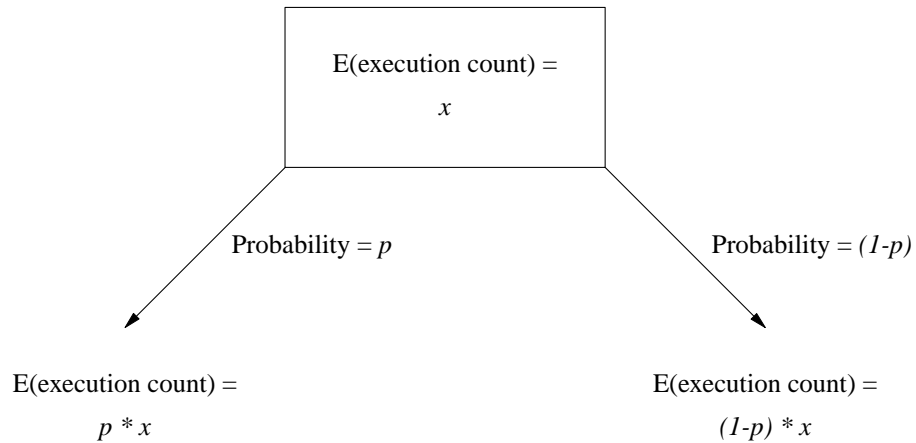 E(execution count) =
x
Probability = p
Probability = (1-p)
E(execution count) =
p * x
E(execution count) =
(1-p) * x